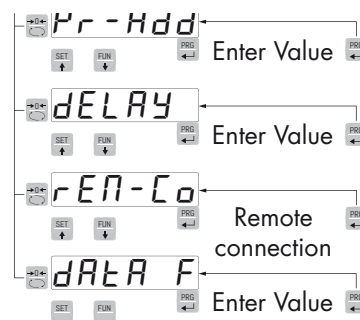 Pr-Add
PRG
Enter Value
PRG
SET
FUN
dELAY
PRG
Enter Value
PRG
SET
FUN
rEM-Co
PRG
Remote
connection
PRG
SET
FUN
dAtA F
PRG
Enter Value
PRG
SET
FUN